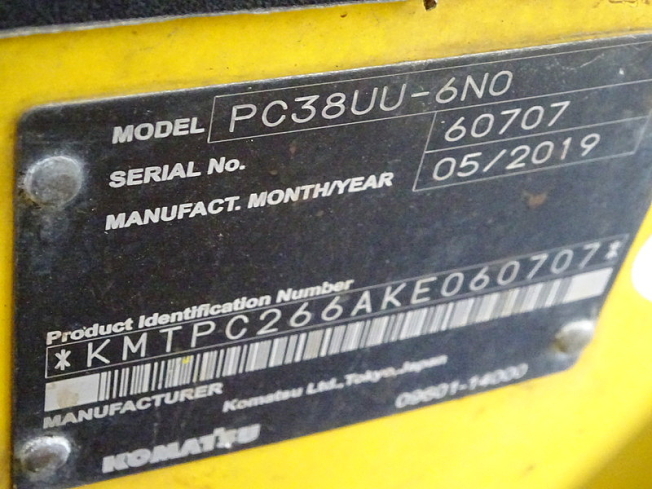 MODEL PC38UU-6N0
SERIAL No. 60707
MANUFACT. MONTH/YEAR 05/2019
Product Identification Number
*KMTPC266AKE060707*
MANUFACTURER Komatsu Ltd.,Tokyo,Japan
KOMATSU 09601-14000